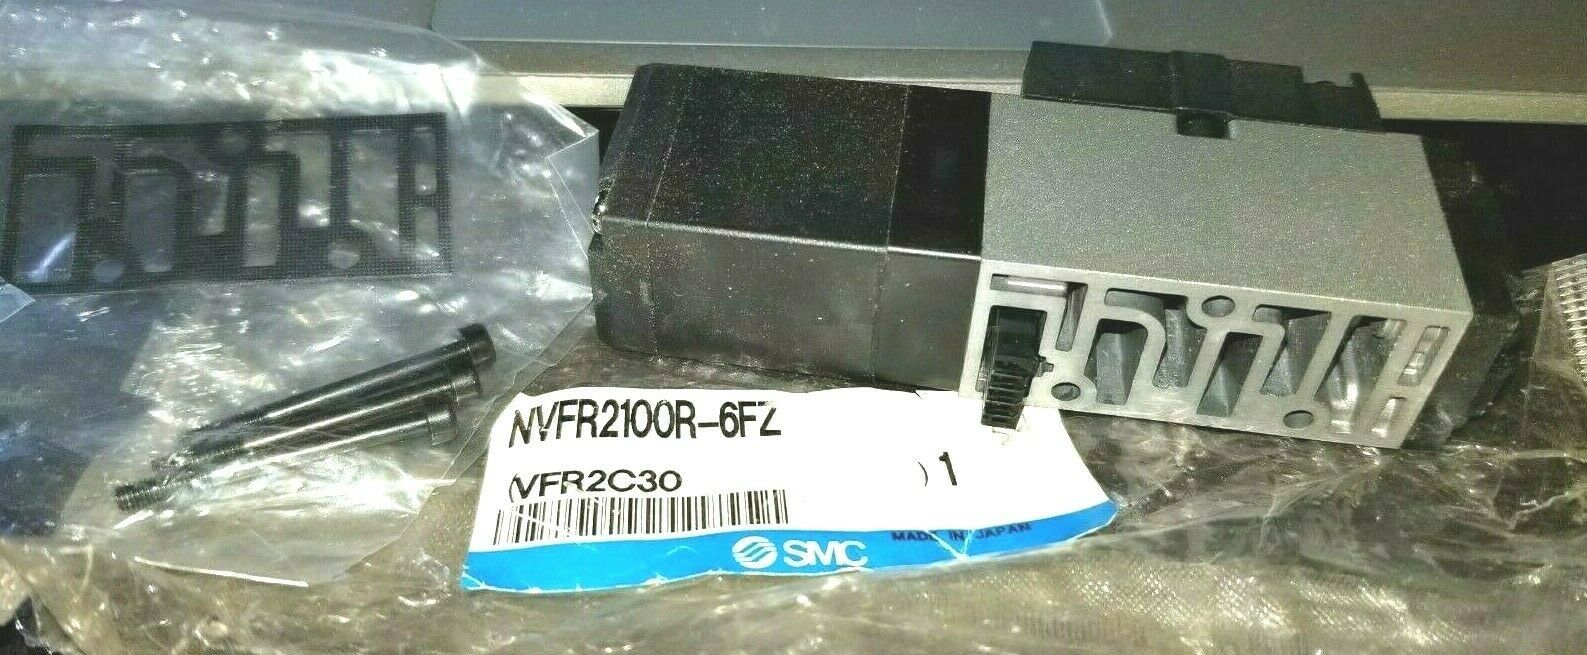 NVFR2100R-6FZ
(VFR2C30 ) 1
SMC
MADE IN JAPAN